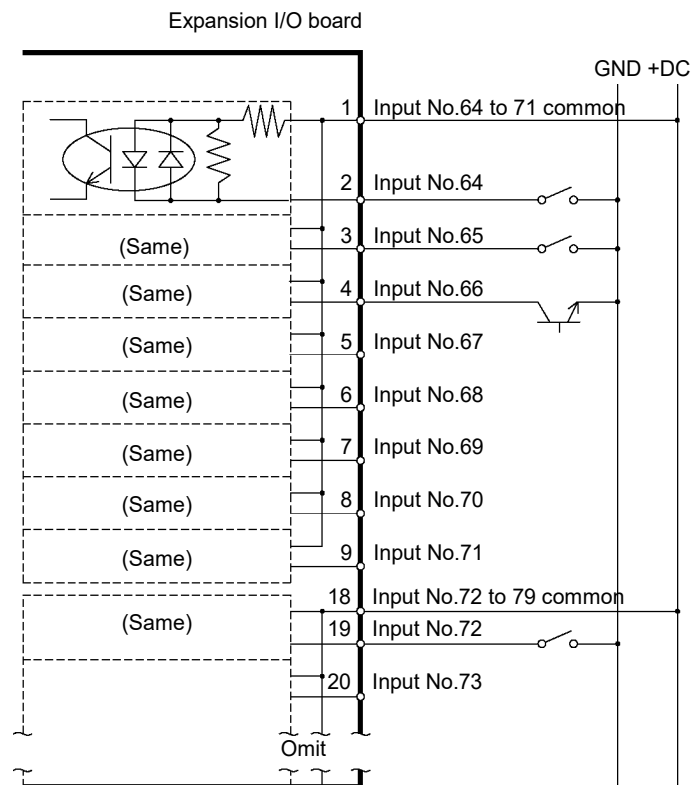 Expansion I/O board
GND +DC
1 Input No.64 to 71 common
2 Input No.64
(Same) 3 Input No.65
(Same) 4 Input No.66
(Same) 5 Input No.67
(Same) 6 Input No.68
(Same) 7 Input No.69
(Same) 8 Input No.70
(Same) 9 Input No.71
18 Input No.72 to 79 common
(Same) 19 Input No.72
20 Input No.73
Omit